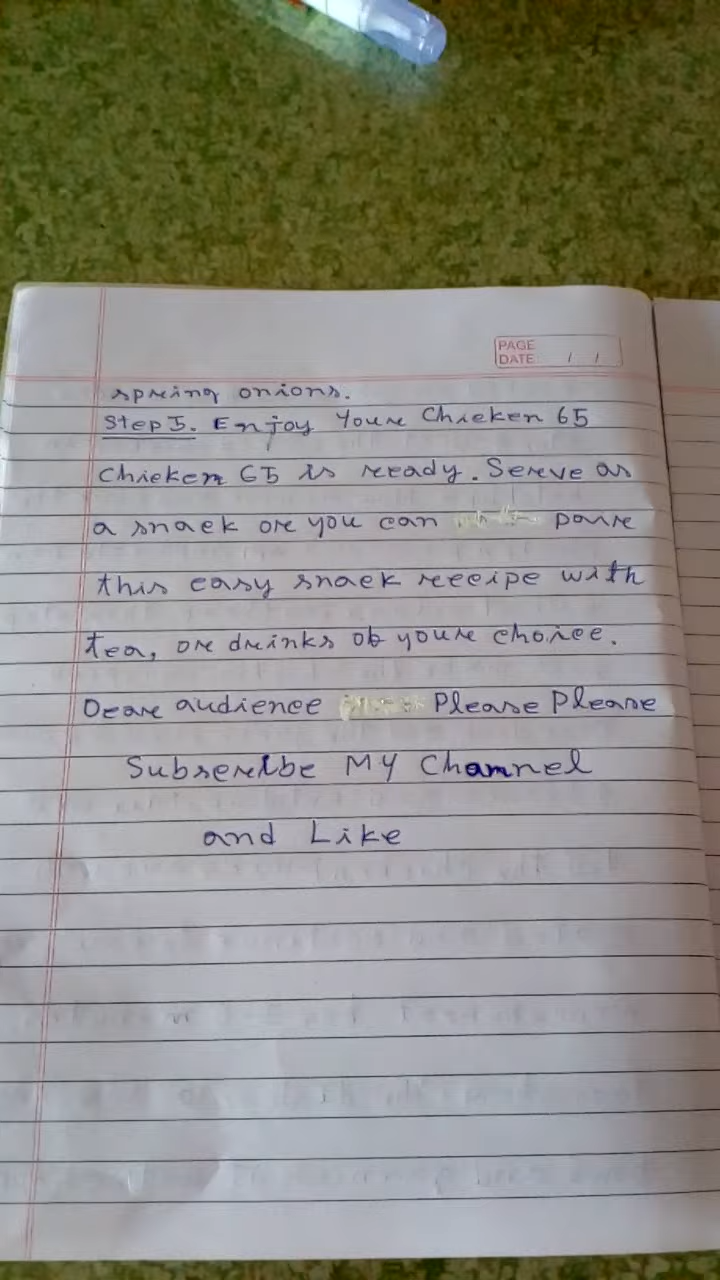 PAGE
DATE / /
spring onions.
Step 5. Enjoy Your Chicken 65
Chicken 65 is ready. Serve as
a snack or you can pair
this easy snack recipe with
tea, or drinks of your choice.
Dear audience Please Please
Subscribe My Channel
and Like